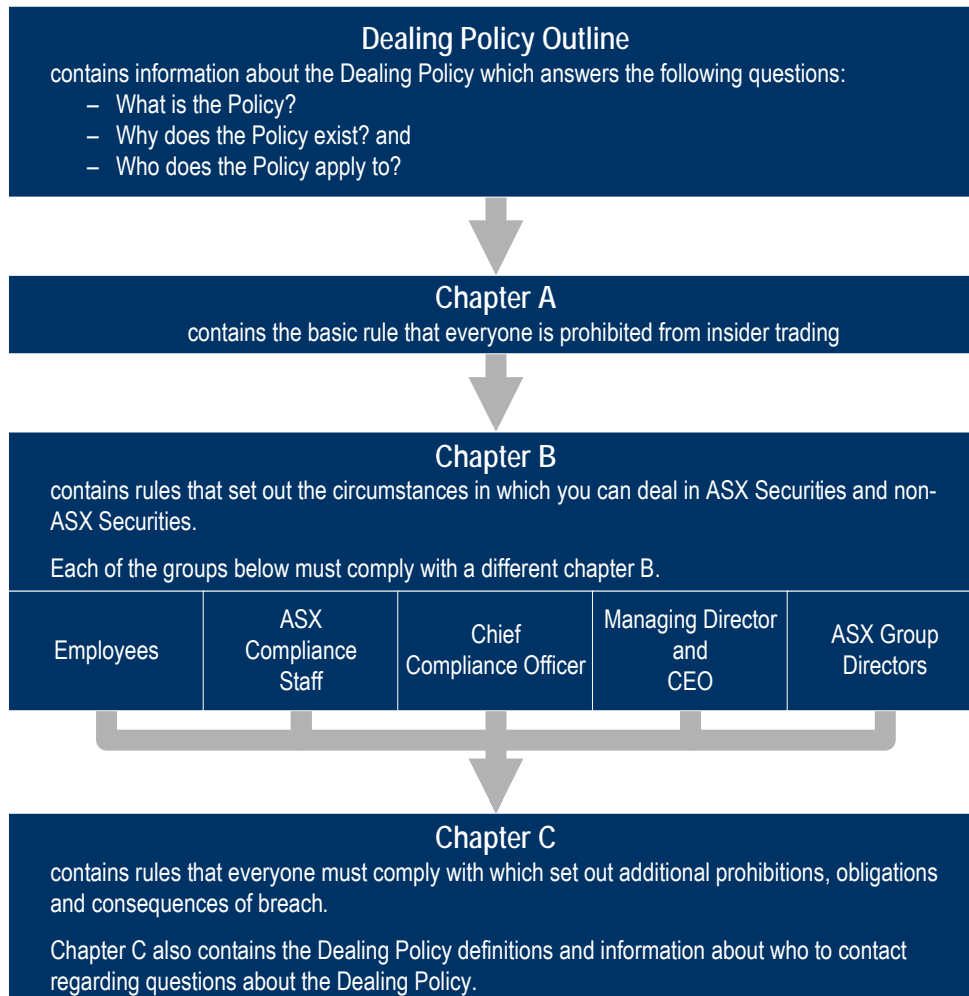 Dealing Policy Outline
contains information about the Dealing Policy which answers the following questions:
– What is the Policy?
– Why does the Policy exist? and
– Who does the Policy apply to?
Chapter A
contains the basic rule that everyone is prohibited from insider trading
Chapter B
contains rules that set out the circumstances in which you can deal in ASX Securities and non-
ASX Securities.
Each of the groups below must comply with a different chapter B.
Employees
ASX
Compliance
Staff
Chief
Compliance Officer
Managing Director
and
CEO
ASX Group
Directors
Chapter C
contains rules that everyone must comply with which set out additional prohibitions, obligations
and consequences of breach.
Chapter C also contains the Dealing Policy definitions and information about who to contact
regarding questions about the Dealing Policy.